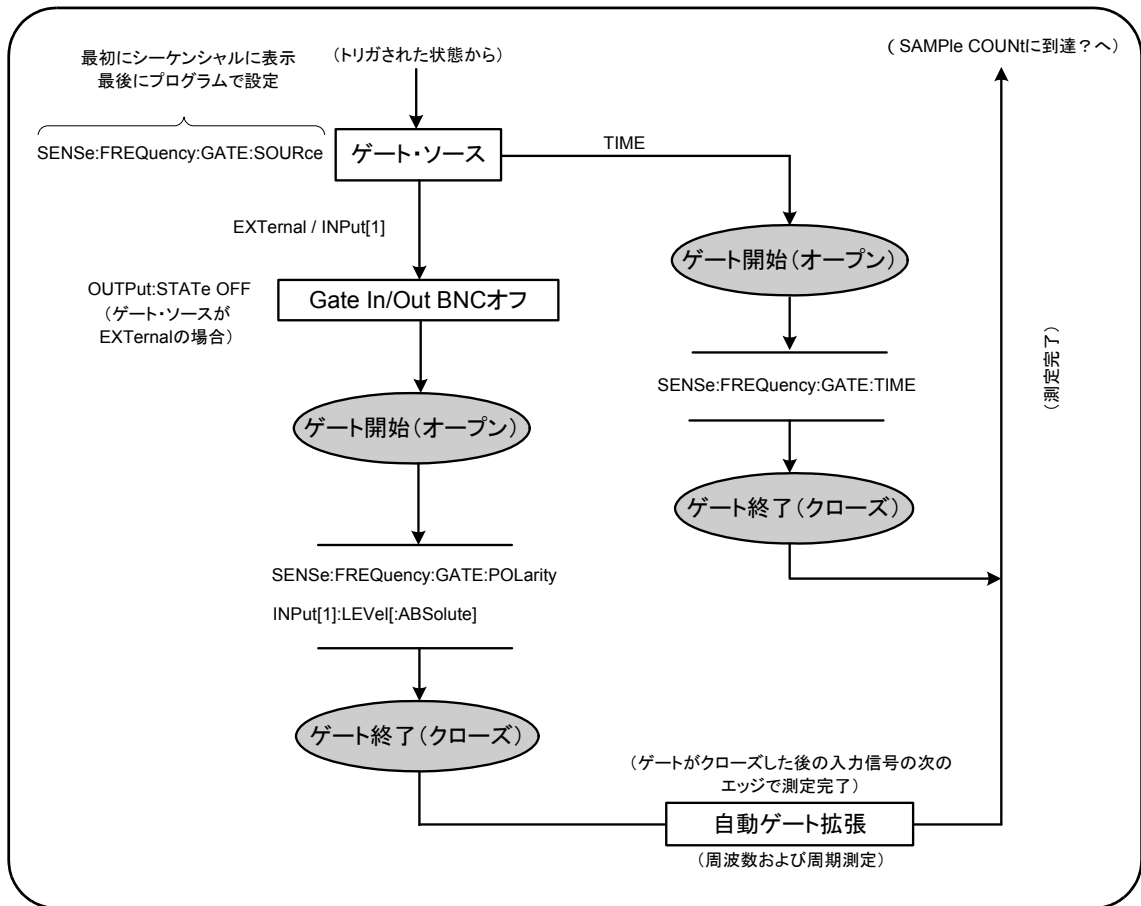 最初にシーケンシャルに表示
最後にプログラムで設定
(トリガされた状態から)
( SAMPle COUNtに到達？へ)
SENSe:FREQuency:GATE:SOURce
ゲート・ソース
TIME
EXTernal / INPut[1]
ゲート開始(オープン)
OUTPut:STATe OFF
(ゲート・ソースが
EXTernalの場合)
Gate In/Out BNCオフ
SENSe:FREQuency:GATE:TIME
(測定完了)
ゲート開始(オープン)
ゲート終了(クローズ)
SENSe:FREQuency:GATE:POLarity
INPut[1]:LEVel[:ABSolute]
ゲート終了(クローズ)
(ゲートがクローズした後の入力信号の次の
エッジで測定完了)
自動ゲート拡張
(周波数および周期測定)